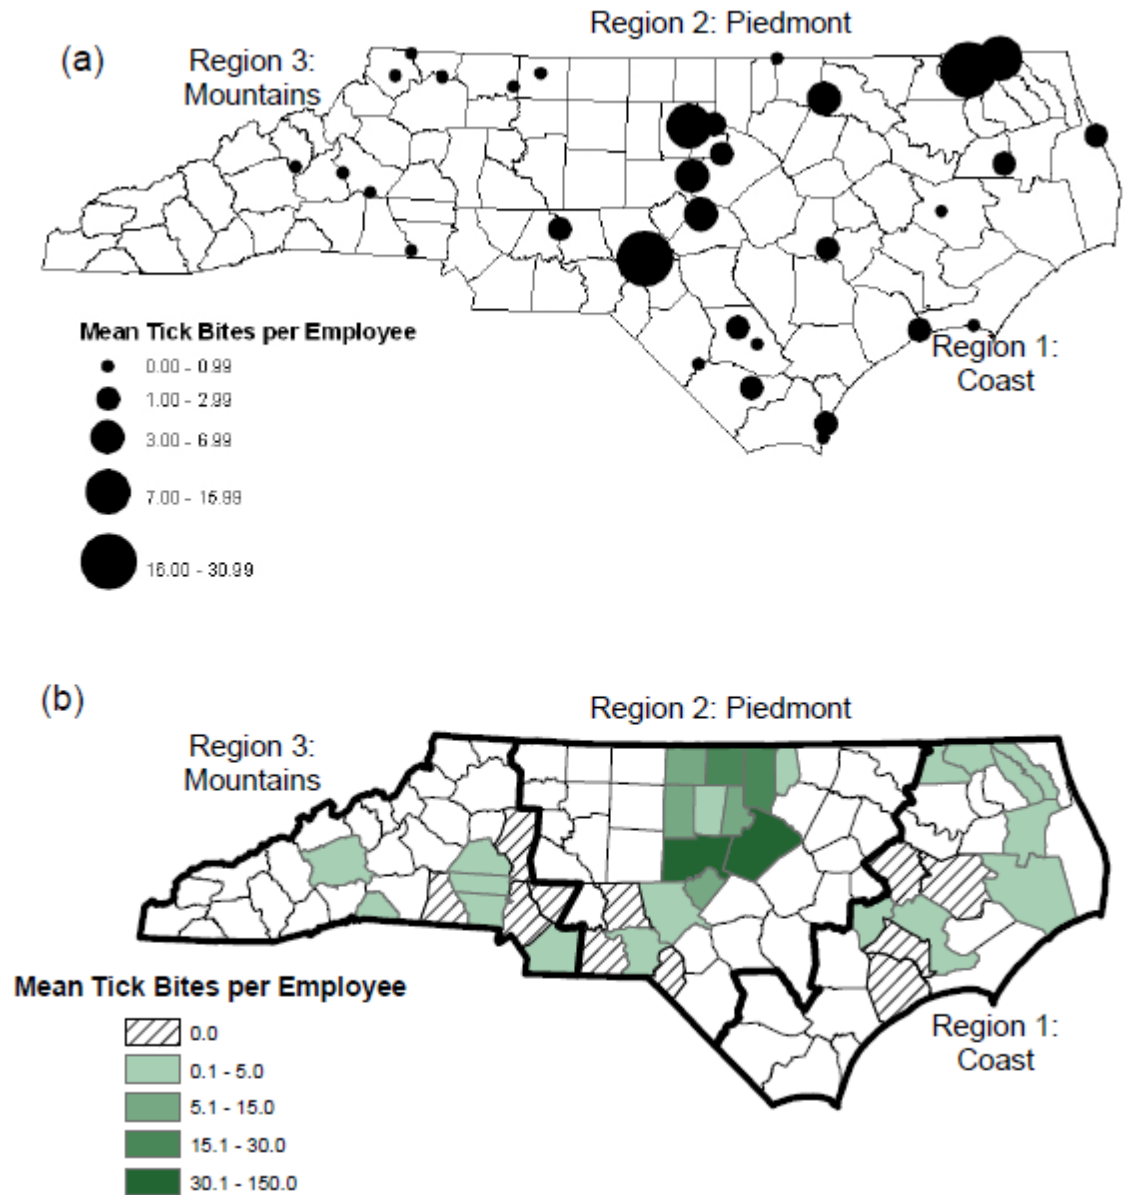 (a)
Region 2: Piedmont
Region 3:
Mountains
Mean Tick Bites per Employee
0.00 - 0.99
1.00 - 2.99
3.00 - 6.99
7.00 - 15.99
16.00 - 30.99
Region 1:
Coast
(b)
Region 2: Piedmont
Region 3:
Mountains
Mean Tick Bites per Employee
0.0
0.1 - 5.0
5.1 - 15.0
15.1 - 30.0
30.1 - 150.0
Region 1:
Coast